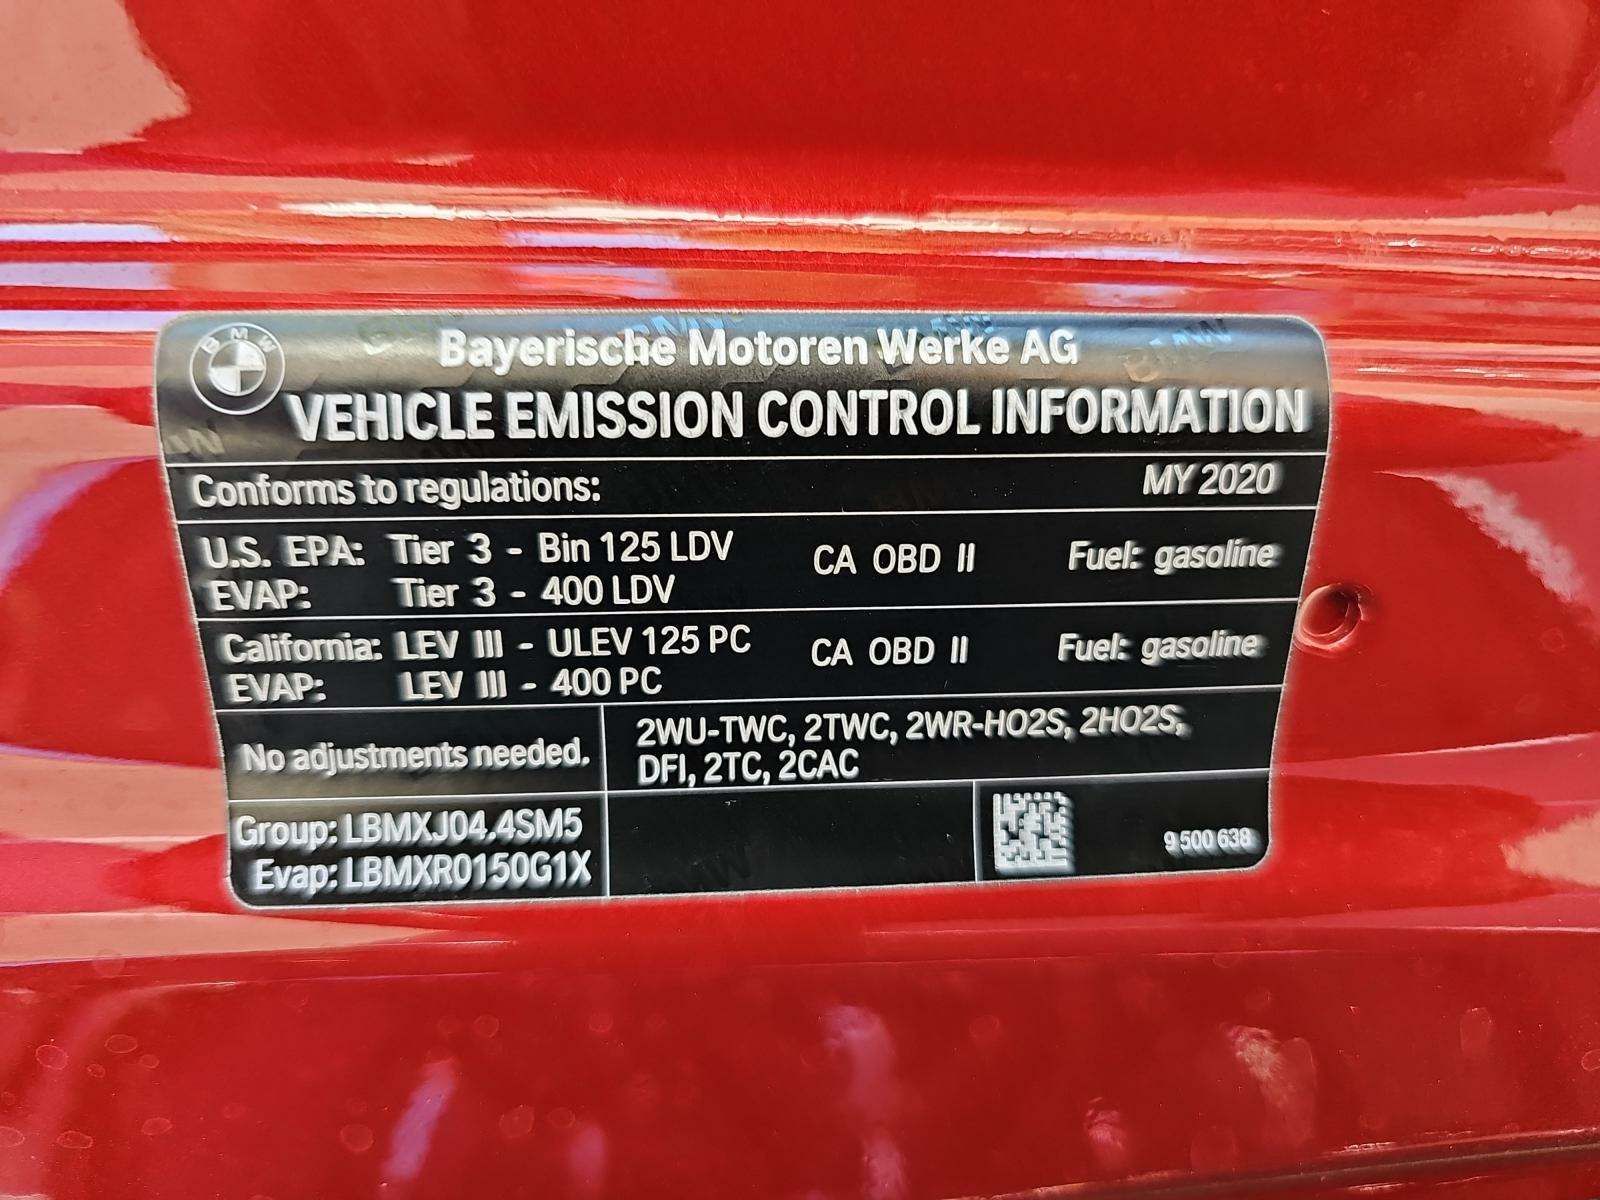 BMW
Bayerische Motoren Werke AG
VEHICLE EMISSION CONTROL INFORMATION
Conforms to regulations: MY 2020
U.S. EPA: Tier 3 - Bin 125 LDV CA OBD II Fuel: gasoline
EVAP: Tier 3 - 400 LDV
California: LEV III - ULEV 125 PC CA OBD II Fuel: gasoline
EVAP: LEV III - 400 PC
No adjustments needed.
2WU-TWC, 2TWC, 2WR-HO2S, 2HO2S,
DFI, 2TC, 2CAC
Group: LBMXJ04.4SM5
Evap: LBMXR0150G1X
9 500 638